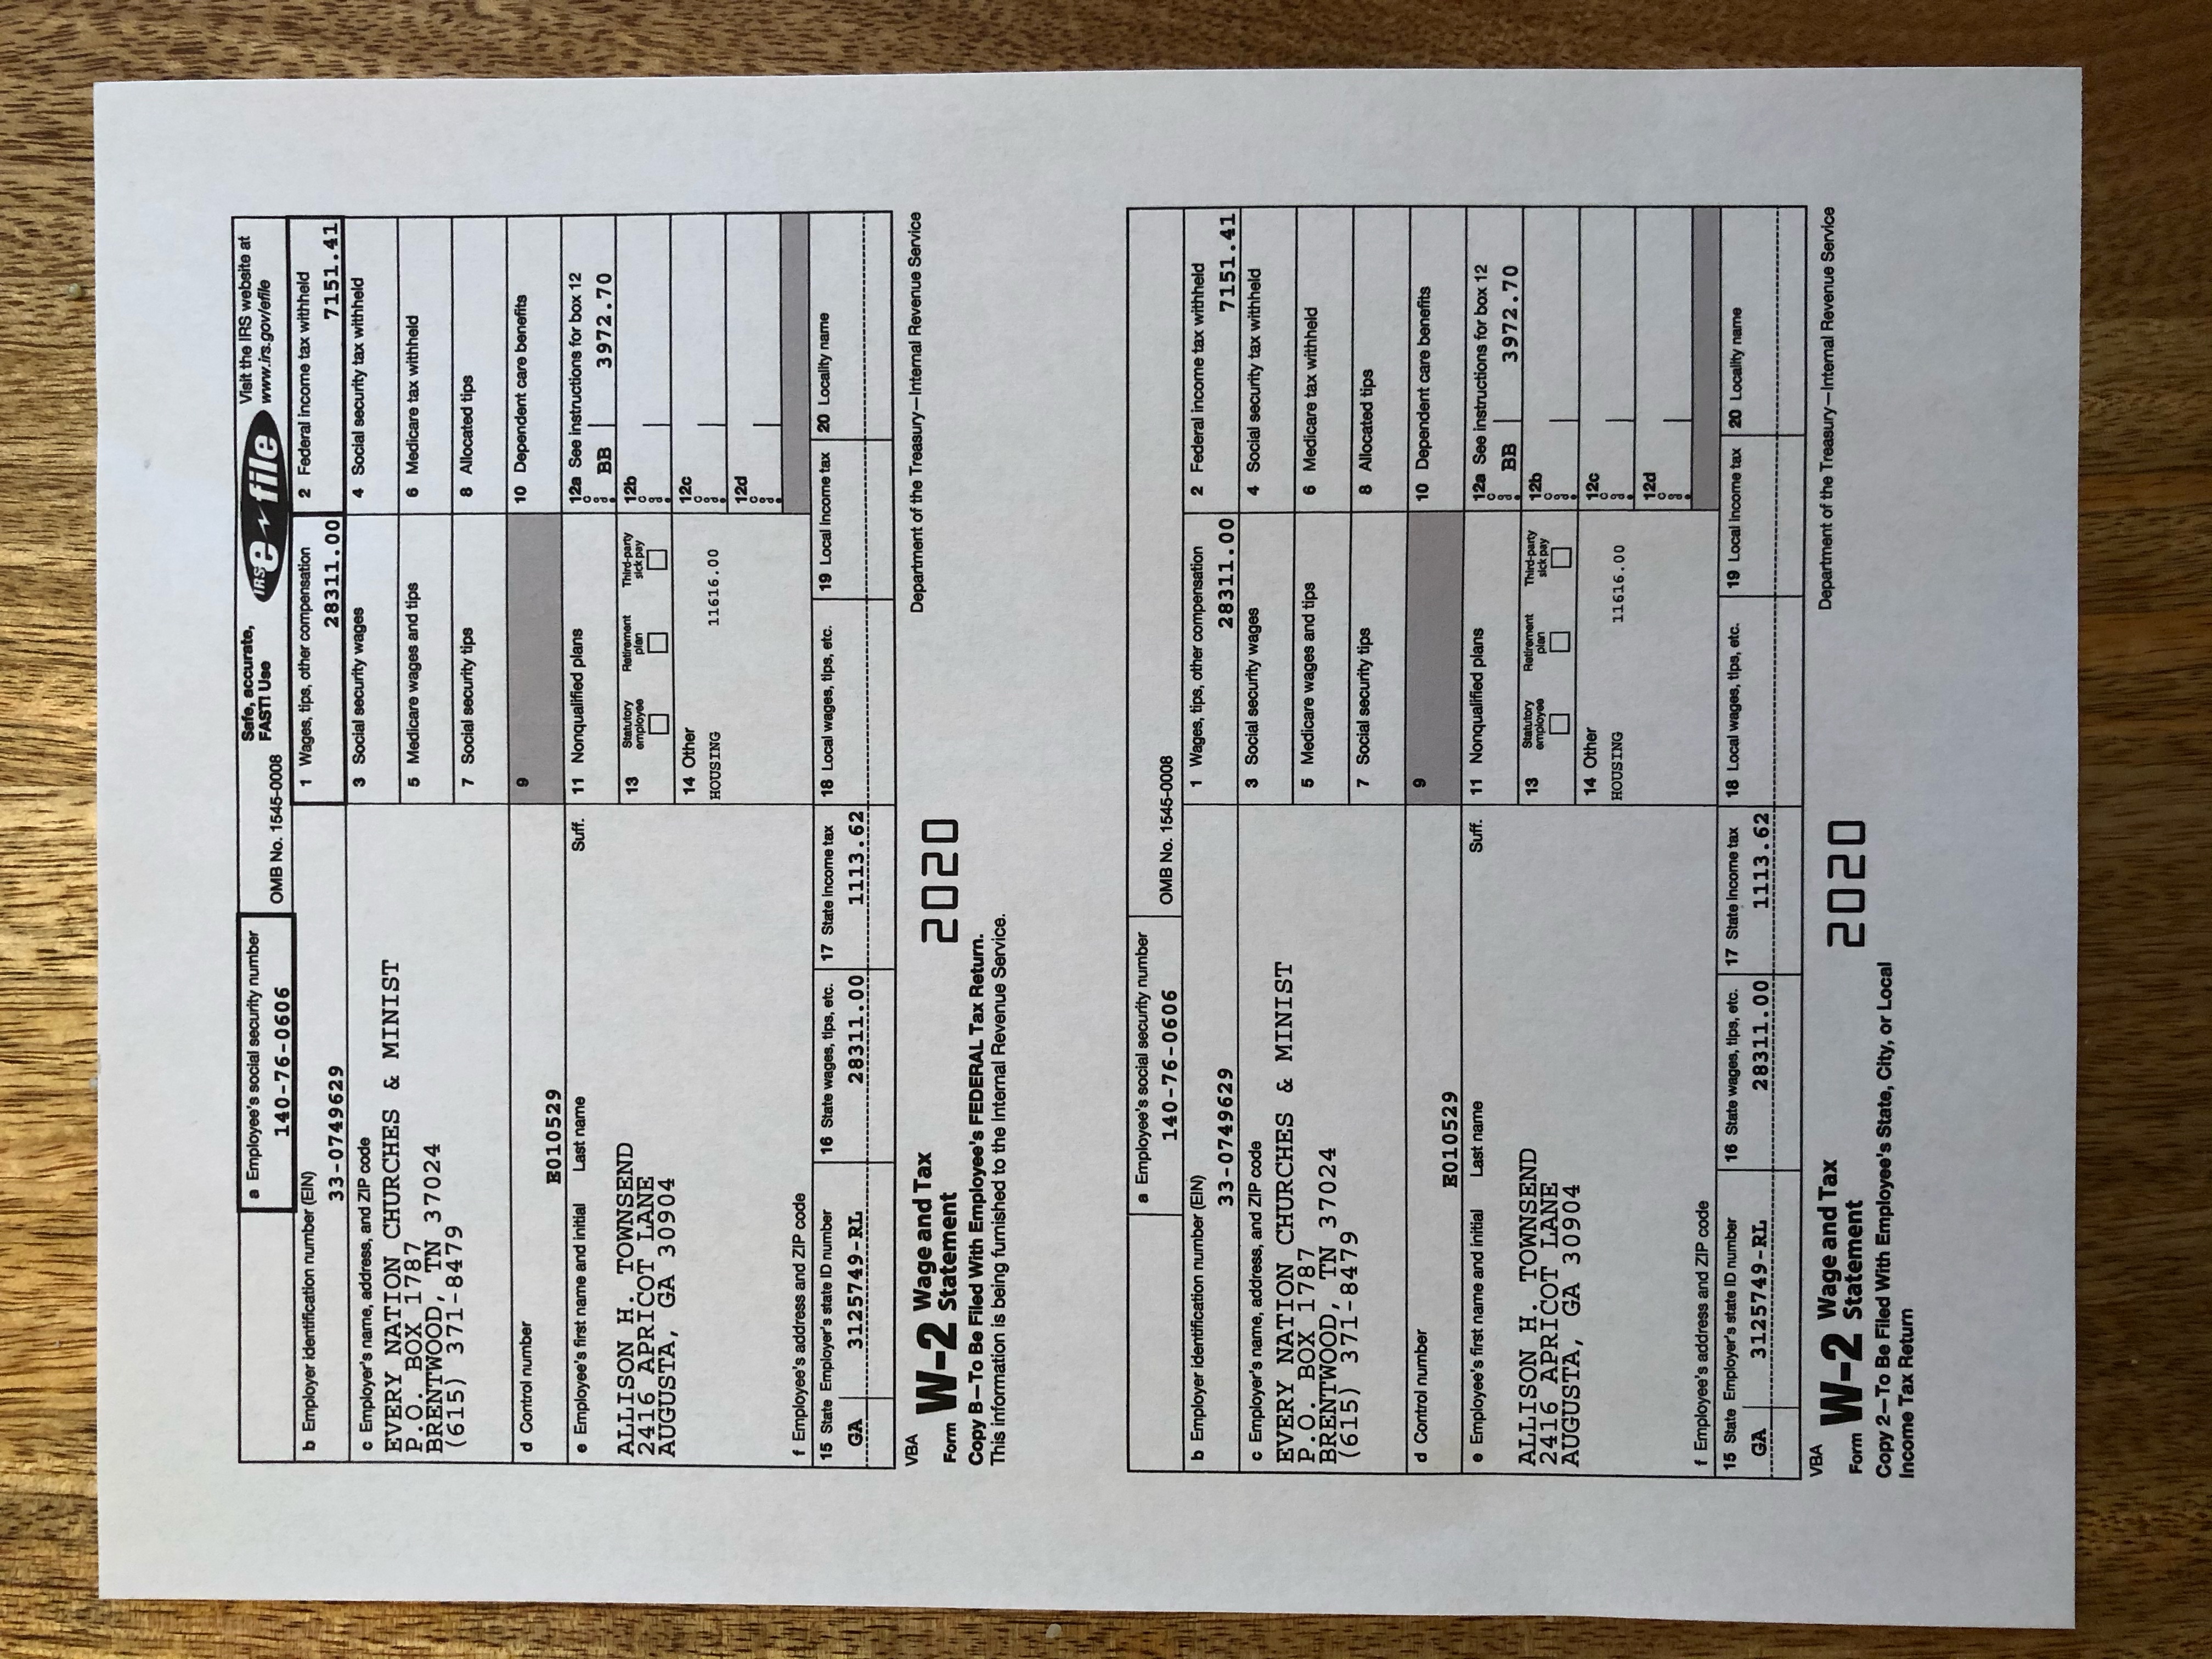 a Employee's social security number
140-76-0606
OMB No. 1545-0008
Safe, accurate,
FAST! Use
IRS e-file
Visit the IRS website at
www.irs.gov/efile
b Employer identification number (EIN)
33-0749629
1 Wages, tips, other compensation
28311.00
2 Federal income tax withheld
7151.41
c Employer's name, address, and ZIP code
EVERY NATION CHURCHES & MINIST
P.O. BOX 1787
BRENTWOOD, TN 37024
(615) 371-8479
3 Social security wages
4 Social security tax withheld
5 Medicare wages and tips
6 Medicare tax withheld
7 Social security tips
8 Allocated tips
d Control number
E010529
9
10 Dependent care benefits
e Employee's first name and initial Last name Suff.
ALLISON H. TOWNSEND
2416 APRICOT LANE
AUGUSTA, GA 30904
11 Nonqualified plans
12a See instructions for box 12
Code BB 3972.70
13 Statutory employee Retirement plan Third-party sick pay
12b
Code
14 Other
HOUSING 11616.00
12c
Code
12d
Code
f Employee's address and ZIP code
15 State Employer's state ID number 16 State wages, tips, etc. 17 State income tax 18 Local wages, tips, etc. 19 Local income tax 20 Locality name
GA 3125749-RL 28311.00 1113.62
VBA
Form W-2 Wage and Tax Statement 2020 Department of the Treasury—Internal Revenue Service
Copy B—To Be Filed With Employee's FEDERAL Tax Return.
This information is being furnished to the Internal Revenue Service.
a Employee's social security number
140-76-0606
OMB No. 1545-0008
b Employer identification number (EIN)
33-0749629
1 Wages, tips, other compensation
28311.00
2 Federal income tax withheld
7151.41
c Employer's name, address, and ZIP code
EVERY NATION CHURCHES & MINIST
P.O. BOX 1787
BRENTWOOD, TN 37024
(615) 371-8479
3 Social security wages
4 Social security tax withheld
5 Medicare wages and tips
6 Medicare tax withheld
7 Social security tips
8 Allocated tips
d Control number
E010529
9
10 Dependent care benefits
e Employee's first name and initial Last name Suff.
ALLISON H. TOWNSEND
2416 APRICOT LANE
AUGUSTA, GA 30904
11 Nonqualified plans
12a See instructions for box 12
Code BB 3972.70
13 Statutory employee Retirement plan Third-party sick pay
12b
Code
14 Other
HOUSING 11616.00
12c
Code
12d
Code
f Employee's address and ZIP code
15 State Employer's state ID number 16 State wages, tips, etc. 17 State income tax 18 Local wages, tips, etc. 19 Local income tax 20 Locality name
GA 3125749-RL 28311.00 1113.62
VBA
Form W-2 Wage and Tax Statement 2020 Department of the Treasury—Internal Revenue Service
Copy 2—To Be Filed With Employee's State, City, or Local
Income Tax Return